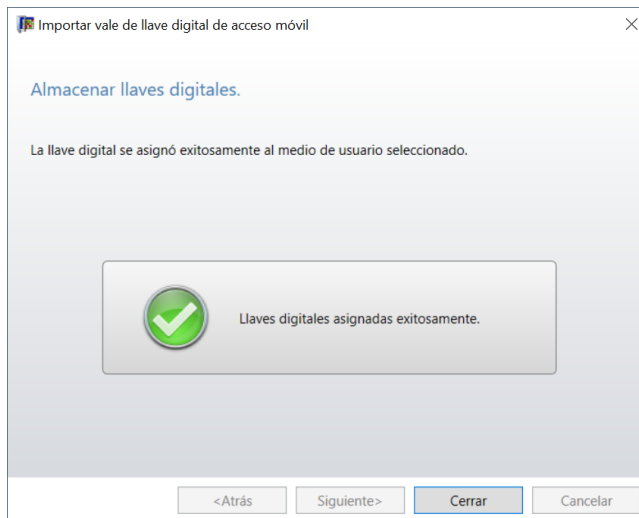 Importar vale de llave digital de acceso móvil
Almacenar llaves digitales.
La llave digital se asignó exitosamente al medio de usuario seleccionado.
Llaves digitales asignadas exitosamente.
<Atrás
Siguiente>
Cerrar
Cancelar